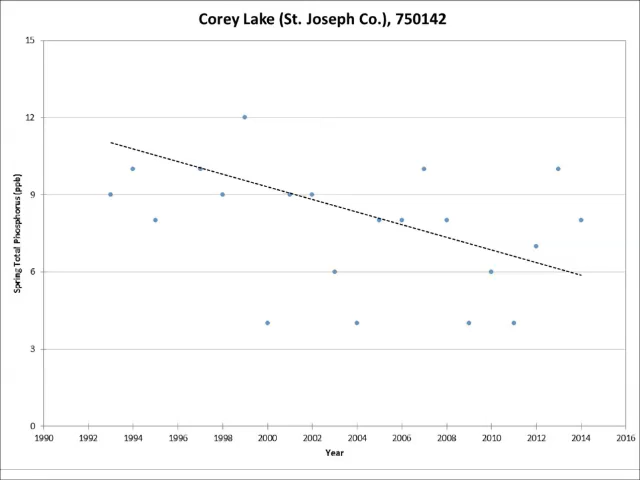 Corey Lake (St. Joseph Co.), 750142
15
12
9
6
3
0
Spring Total Phosphorus (ppb)
1990 1992 1994 1996 1998 2000 2002 2004 2006 2008 2010 2012 2014 2016
Year